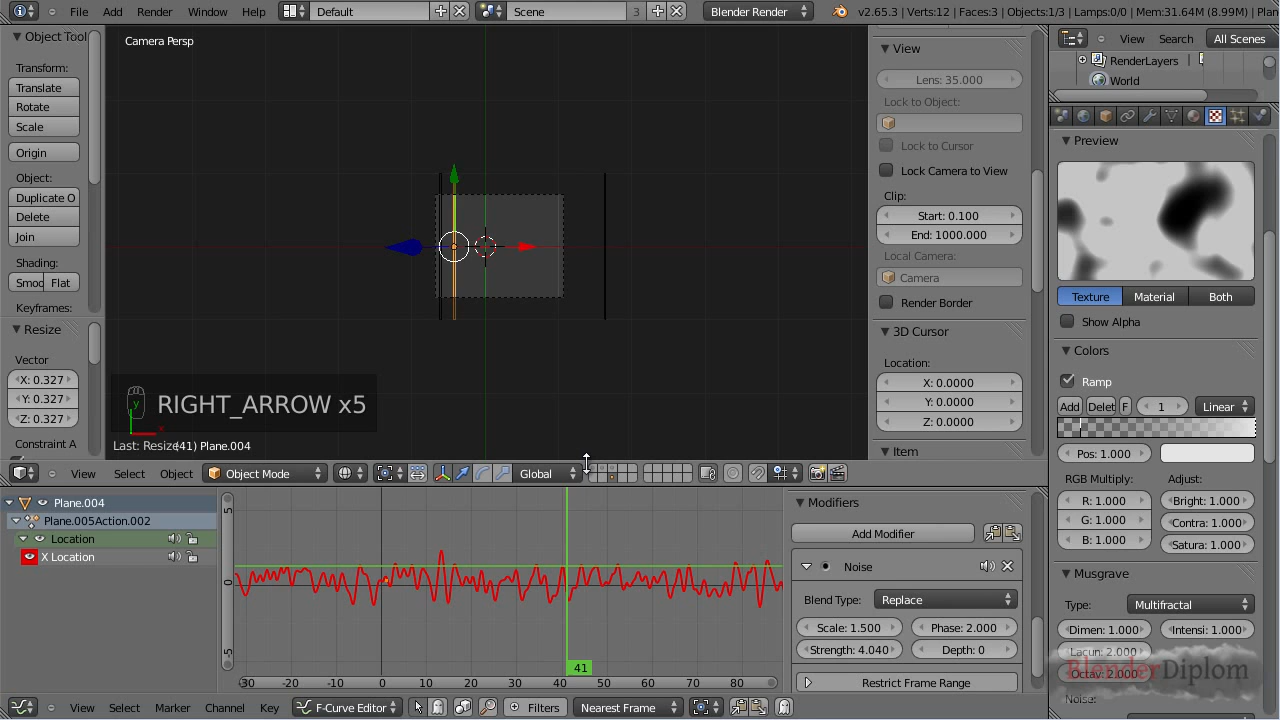 File Add Render Window Help Default Scene 3 Blender Render v2.65.3 | Verts:12 | Faces:3 | Objects:1/3 | Lamps:0/0 | Mem:31.64M (8.99M) | Plan
Object Tool
Transform:
Translate
Rotate
Scale
Origin
Object:
Duplicate O
Delete
Join
Shading:
Smoo Flat
Keyframes:
Resize
Vector
X: 0.327
Y: 0.327
Z: 0.327
Constraint A
Camera Persp
y
x
RIGHT_ARROW x5
Last: Resize
(41) Plane.004
View
Lens: 35.000
Lock to Object:
Lock to Cursor
Lock Camera to View
Clip:
Start: 0.100
End: 1000.000
Local Camera:
Camera
Render Border
3D Cursor
Location:
X: 0.0000
Y: 0.0000
Z: 0.0000
Item
View Search All Scenes
RenderLayers
World
Preview
Texture Material Both
Show Alpha
Colors
Ramp
Add Delet F 1 Linear
Pos: 1.000
RGB Multiply: Adjust:
R: 1.000 Bright: 1.000
G: 1.000 Contra: 1.000
B: 1.000 Satura: 1.000
Musgrave
Type: Multifractal
Dimen: 1.000 Intensi: 1.000
Lacun: 2.000
Octav: 2.000
Noise:
BlenderDiplom
View Select Object Object Mode Global
Plane.004
Plane.005Action.002
Location
X Location
5
0
-5
-30 -20 -10 0 10 20 30 40 50 60 70 80
41
Modifiers
Add Modifier
Noise
Blend Type: Replace
Scale: 1.500 Phase: 2.000
Strength: 4.040 Depth: 0
Restrict Frame Range
View Select Marker Channel Key F-Curve Editor Filters Nearest Frame